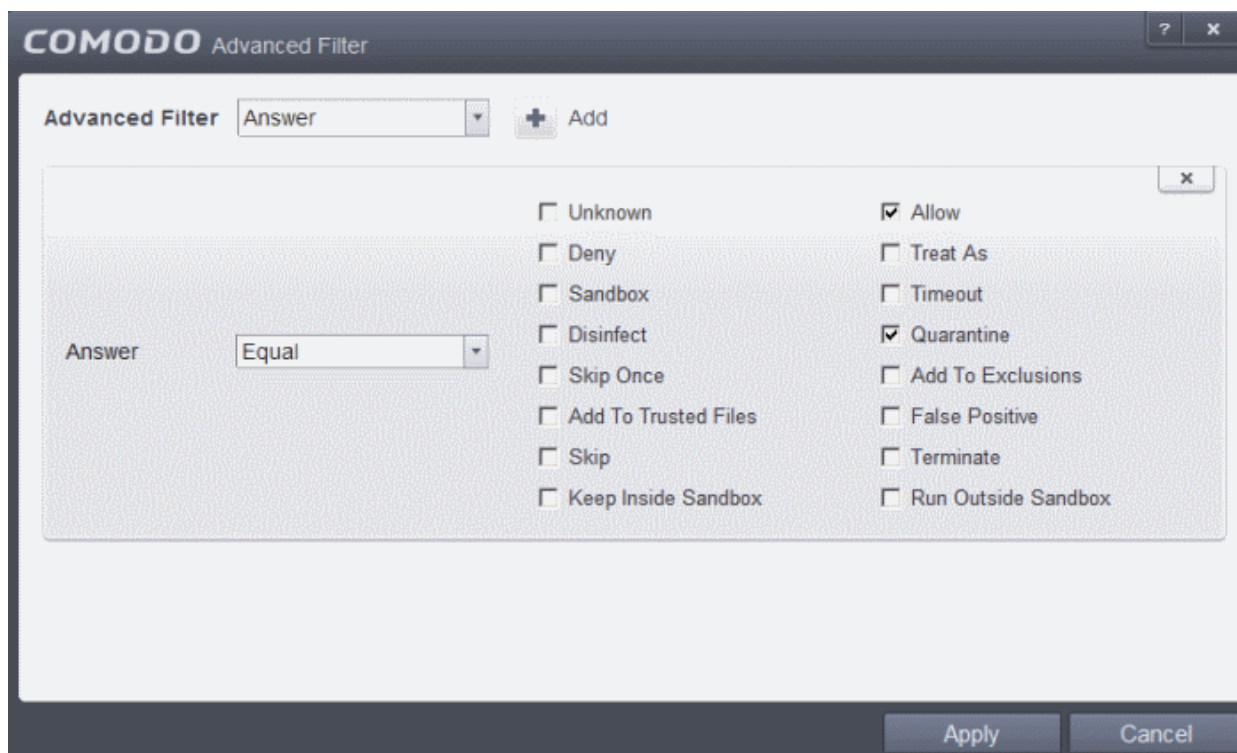 COMODO Advanced Filter ? x
Advanced Filter Answer + Add
x
Unknown Allow
Deny Treat As
Sandbox Timeout
Disinfect Quarantine
Answer Equal
Skip Once Add To Exclusions
Add To Trusted Files False Positive
Skip Terminate
Keep Inside Sandbox Run Outside Sandbox
Apply Cancel